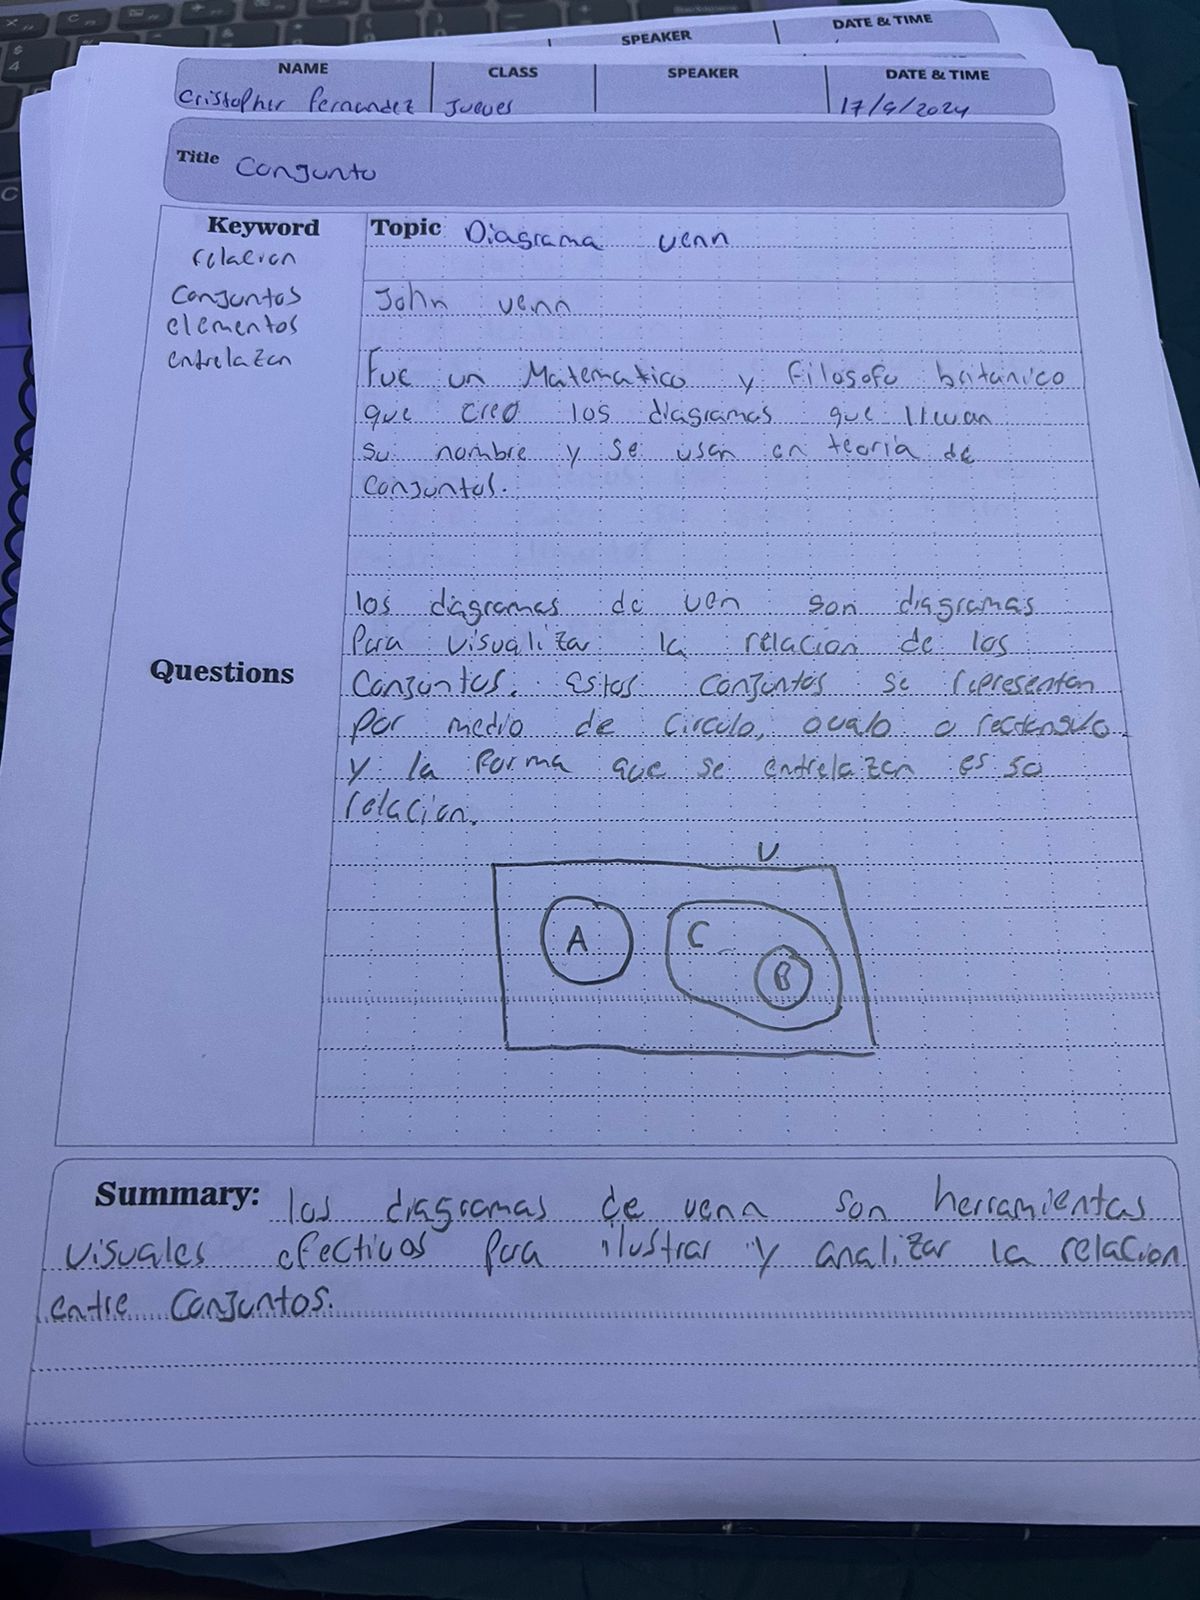 SPEAKER
DATE & TIME
NAME
CLASS
SPEAKER
DATE & TIME
Cristopher Fernandez
Jueves
17/9/2024
Title Conjunto
Keyword
relacion
Conjuntos
elementos
entrelazan
Topic Diagrama venn
John venn
Fue un Matematico y filosofo britanico
que creo los diagramas que llevan
su nombre y se usan en teoria de
Conjuntos.
los diagramas de ven son diagramas
Para visualizar la relacion de los
Conjuntos. Estos conjuntos se representan
por medio de circulo, ovalo o rectangulo
y la forma que se entrelazan es su
relacion.
Questions
U
A
C
B
Summary: los diagramas de venn son herramientas
visuales efectivos para ilustrar y analizar la relacion
entre Conjuntos.